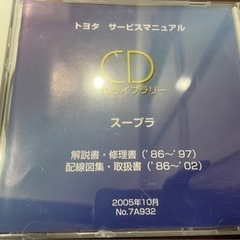 トヨタ サービスマニュアル
CD
ライブラリー
スープラ
解説書・修理書('86～'97)
配線図集・取扱書('86～'02)
2005年10月
No.7A932